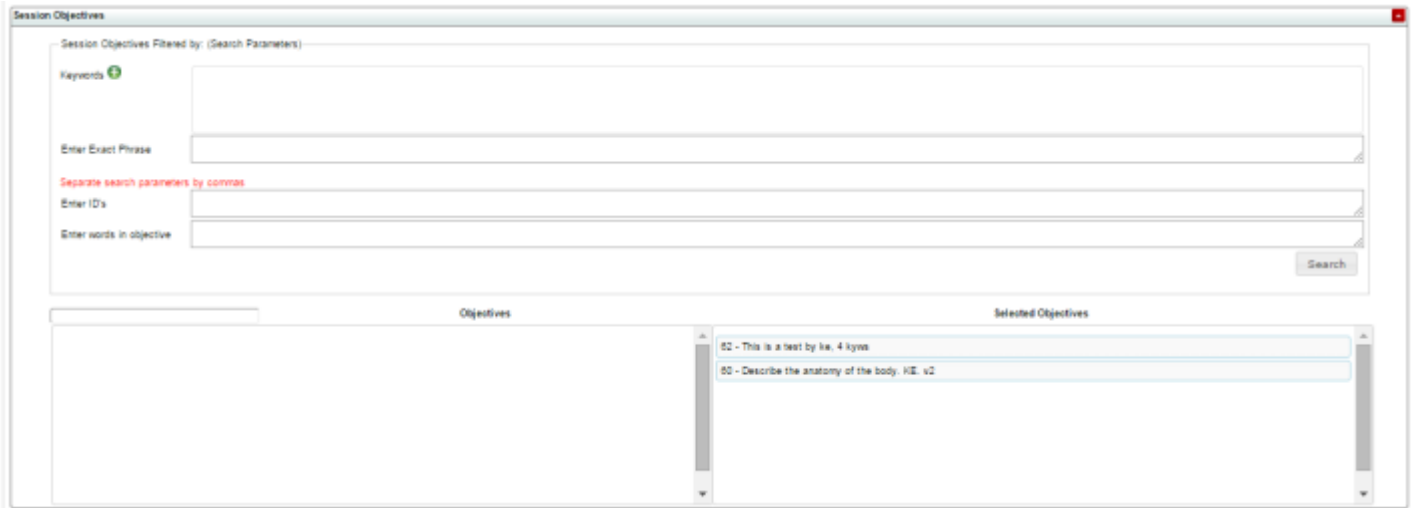 Session Objectives
Session Objectives Filtered by: (Search Parameters)
Keywords
Enter Exact Phrase
Separate search parameters by commas
Enter ID's
Enter words in objective
Search
Objectives
Selected Objectives
62 - This is a test by ke, 4 kyws
60 - Describe the anatomy of the body. KE. v2